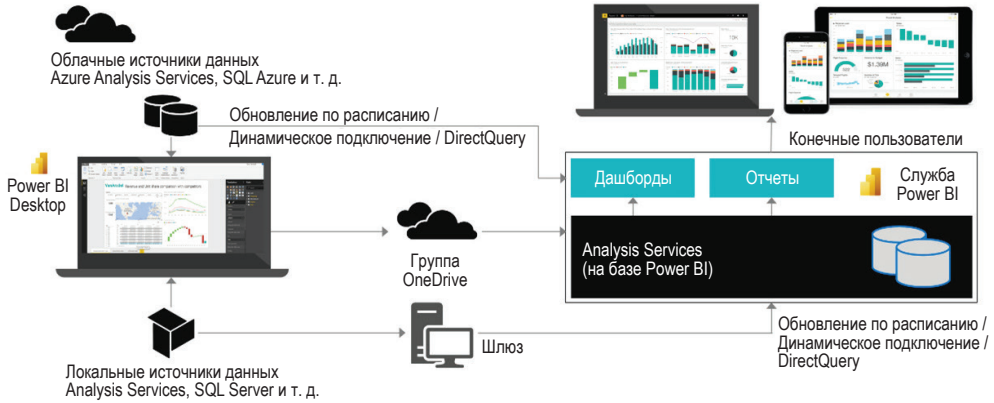 Облачные источники данных
Azure Analysis Services, SQL Azure и т. д.
Обновление по расписанию /
Динамическое подключение / DirectQuery
Конечные пользователи
Power BI
Desktop
Дашборды
Отчеты
Служба
Power BI
Analysis Services
(на базе Power BI)
Группа
OneDrive
Шлюз
Обновление по расписанию /
Динамическое подключение /
DirectQuery
Локальные источники данных
Analysis Services, SQL Server и т. д.
$1.39M